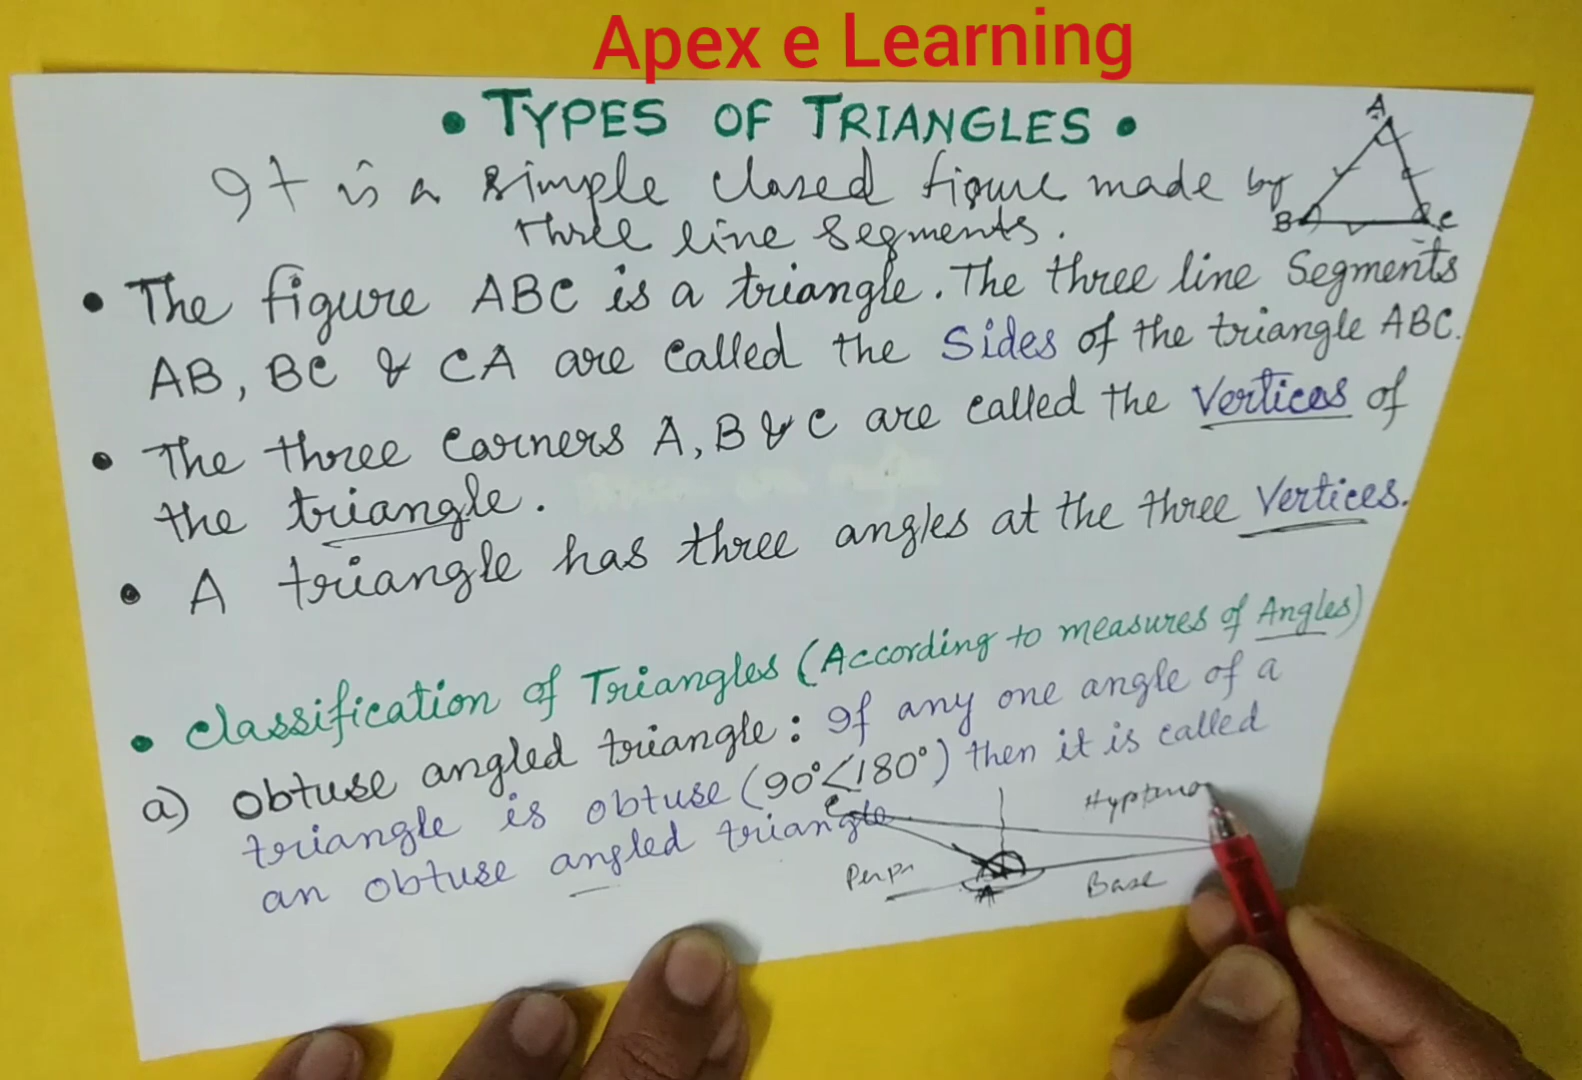 Apex e Learning
• TYPES OF TRIANGLES •
It is a simple closed figure made by
three line segments.
A
B
C
• The figure ABC is a triangle. The three line Segments
AB, BC & CA are called the Sides of the triangle ABC.
• The three corners A, B & C are called the Vertices of
the triangle.
• A triangle has three angles at the three Vertices.
• Classification of Triangles (According to measures of Angles)
a) Obtuse angled triangle: If any one angle of a
triangle is obtuse (90°<180°) then it is called
an obtuse angled triangle
C
Hyptenu
Perpn
Base
A